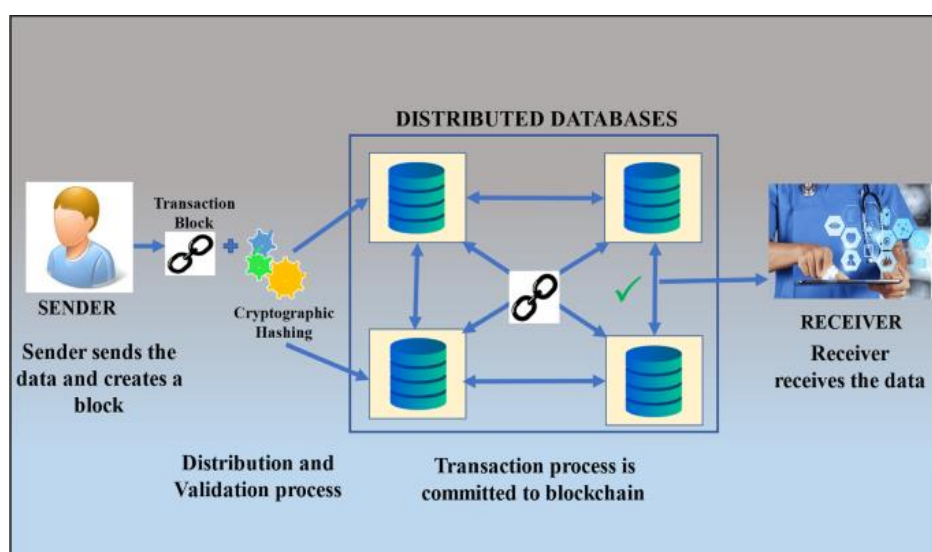 DISTRIBUTED DATABASES
Transaction
Block
Cryptographic
Hashing
SENDER
Sender sends the
data and creates a
block
RECEIVER
Receiver
receives the data
Distribution and
Validation process
Transaction process is
committed to blockchain